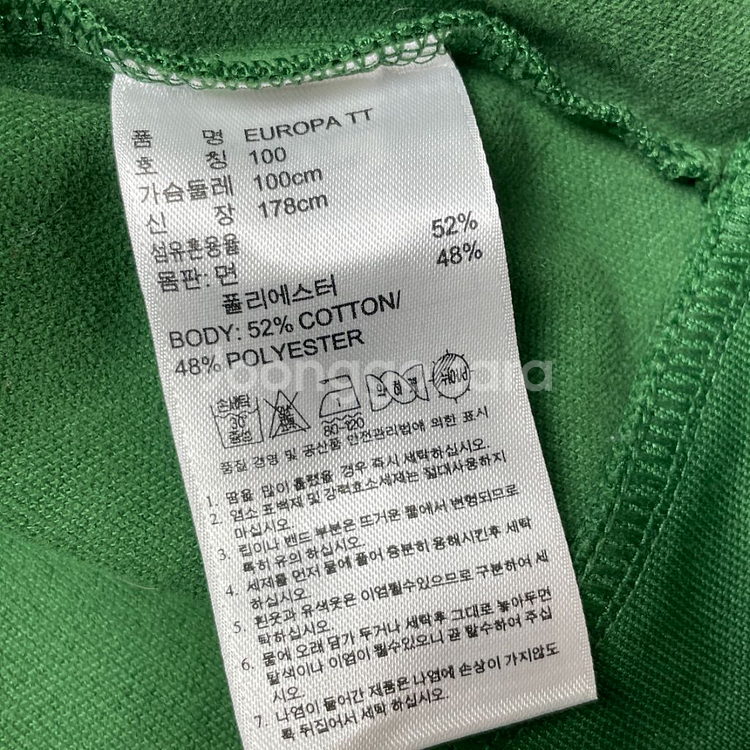 품 명 EUROPA TT
호 칭 100
가슴둘레 100cm
신 장 178cm
섬유혼용율
몸판: 면 52%
폴리에스터 48%
BODY: 52% COTTON/
48% POLYESTER
손세탁
30˚
중성
80-120
약하게
뉘어서
품질 경영 및 공산품 안전관리법에 의한 표시
1. 땀을 많이 흘렸을 경우 즉시 세탁하십시오.
2. 염소 표백제 및 강력효소세제는 절대사용하지
마십시오.
3. 립이나 밴드 부분은 뜨거운 물에서 변형되므로
특히 유의 하십시오.
4. 세제를 먼저 물에 풀어 충분히 용해시킨후 세탁
하십시오.
5. 흰옷과 유색옷은 이염될수있으므로 구분하여 세
탁하십시오.
6. 물에 오래 담가 두거나 세탁후 그대로 놓아두면
탈색이나 이염이 될수있으니 곧 탈수하여 주십
시오.
7. 나염이 들어간 제품은 나염에 손상이 가지않도
록 뒤집어서 세탁 하십시오.